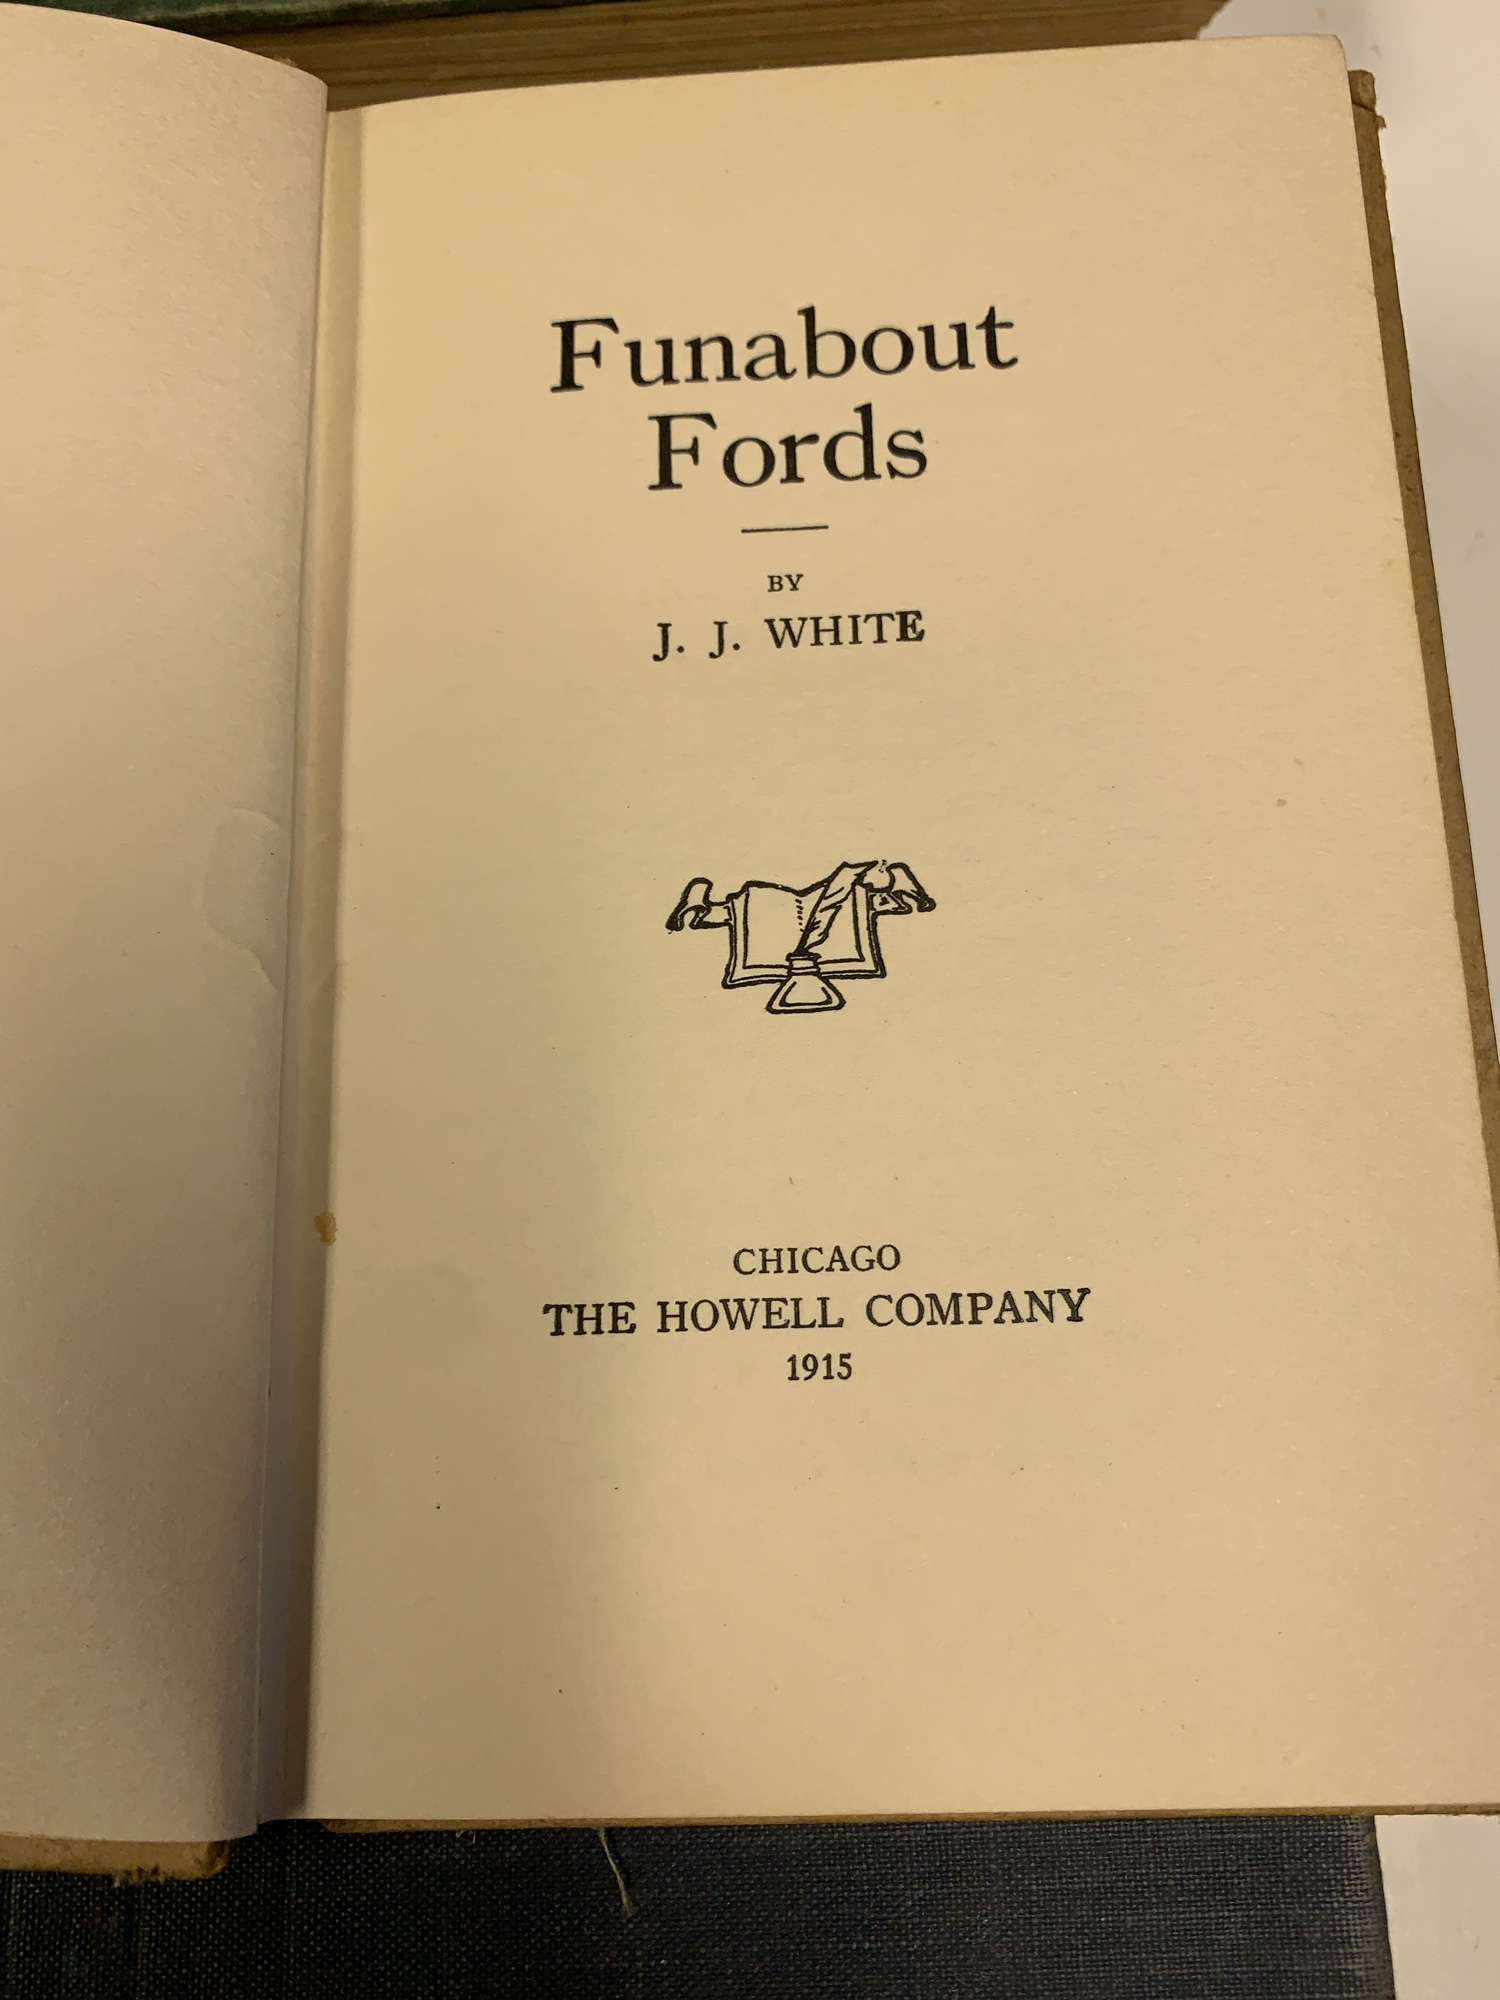 Funabout
Fords
BY
J. J. WHITE
CHICAGO
THE HOWELL COMPANY
1915